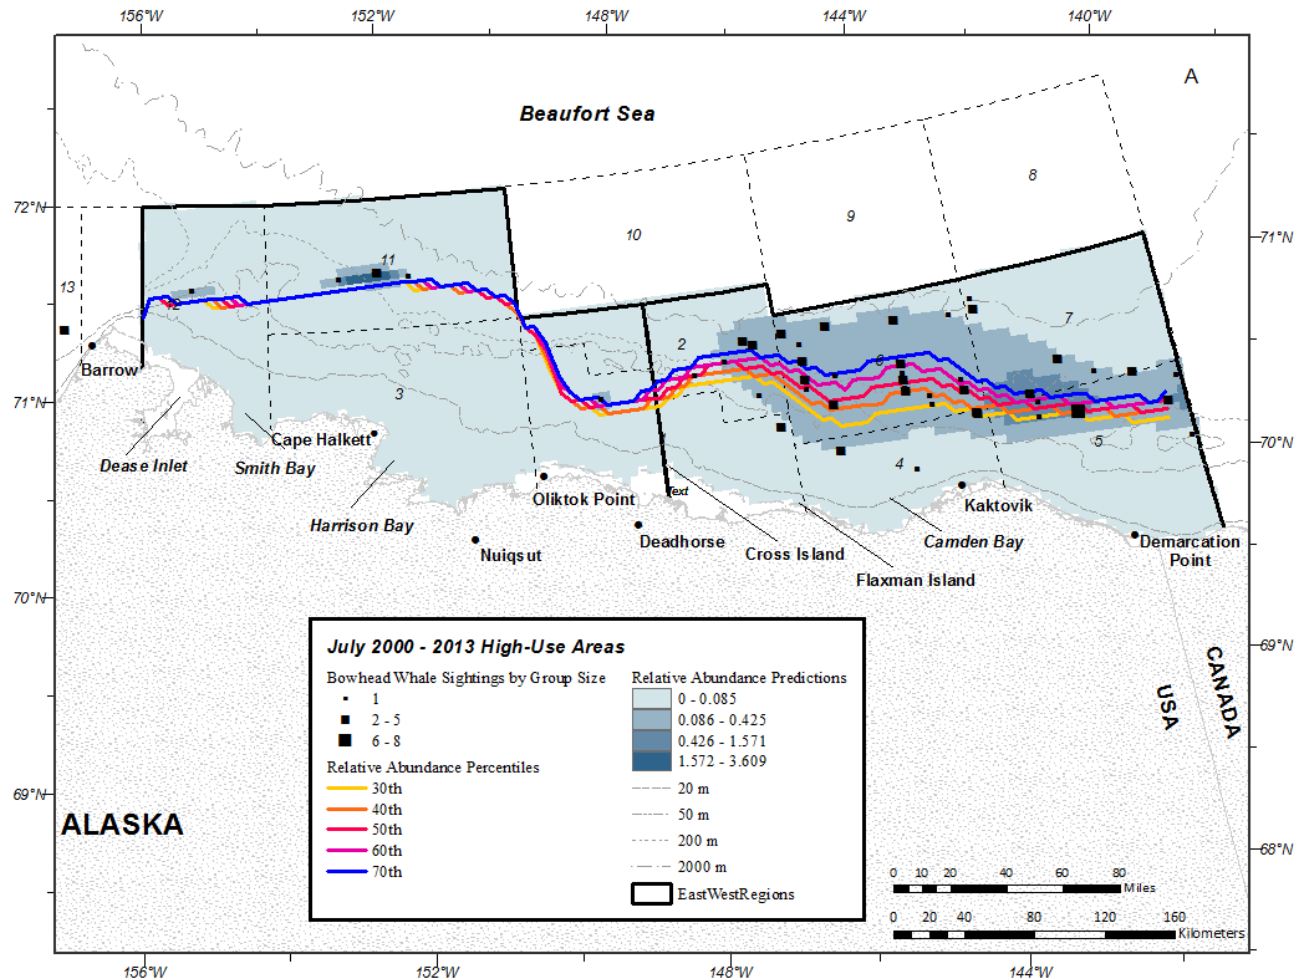 156°W 152°W 148°W 144°W 140°W
A
Beaufort Sea
8
9
10
72°N
71°N
11
13
12
7
2
6
Barrow
71°N
3
Cape Halkett
5
70°N
Dease Inlet
Smith Bay
4
Harrison Bay
Oliktok Point
Text
Kaktovik
Nuiqsut
Deadhorse
Cross Island
Camden Bay
Demarcation
Point
Flaxman Island
70°N
69°N
July 2000 - 2013 High-Use Areas
Bowhead Whale Sightings by Group Size
1
2 - 5
6 - 8
Relative Abundance Percentiles
30th
40th
50th
60th
70th
Relative Abundance Predictions
0 - 0.085
0.086 - 0.425
0.426 - 1.571
1.572 - 3.609
20 m
50 m
200 m
2000 m
EastWestRegions
USA
CANADA
69°N
ALASKA
68°N
0 10 20 40 60 80
Miles
0 20 40 80 120 160
Kilometers
156°W 152°W 148°W 144°W